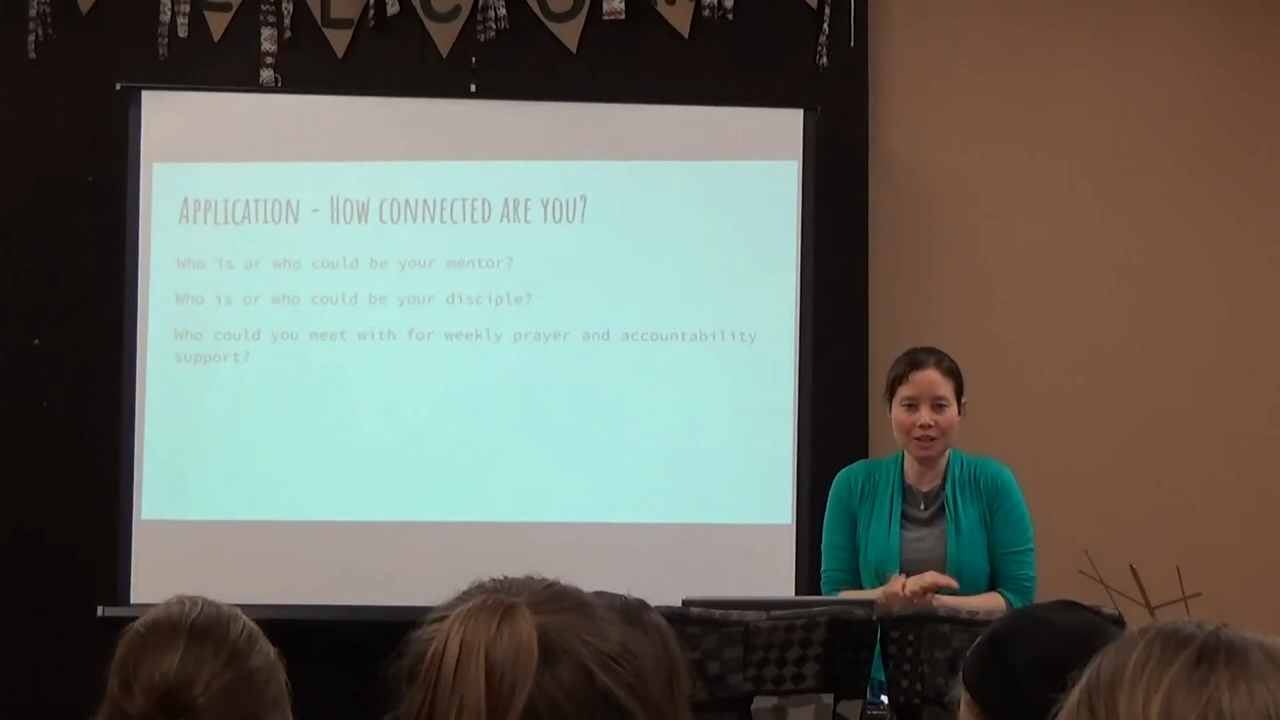 ELCO
Application - How connected are you?
Who is or who could be your mentor?
Who is or who could be your disciple?
Who could you meet with for weekly prayer and accountability
support?